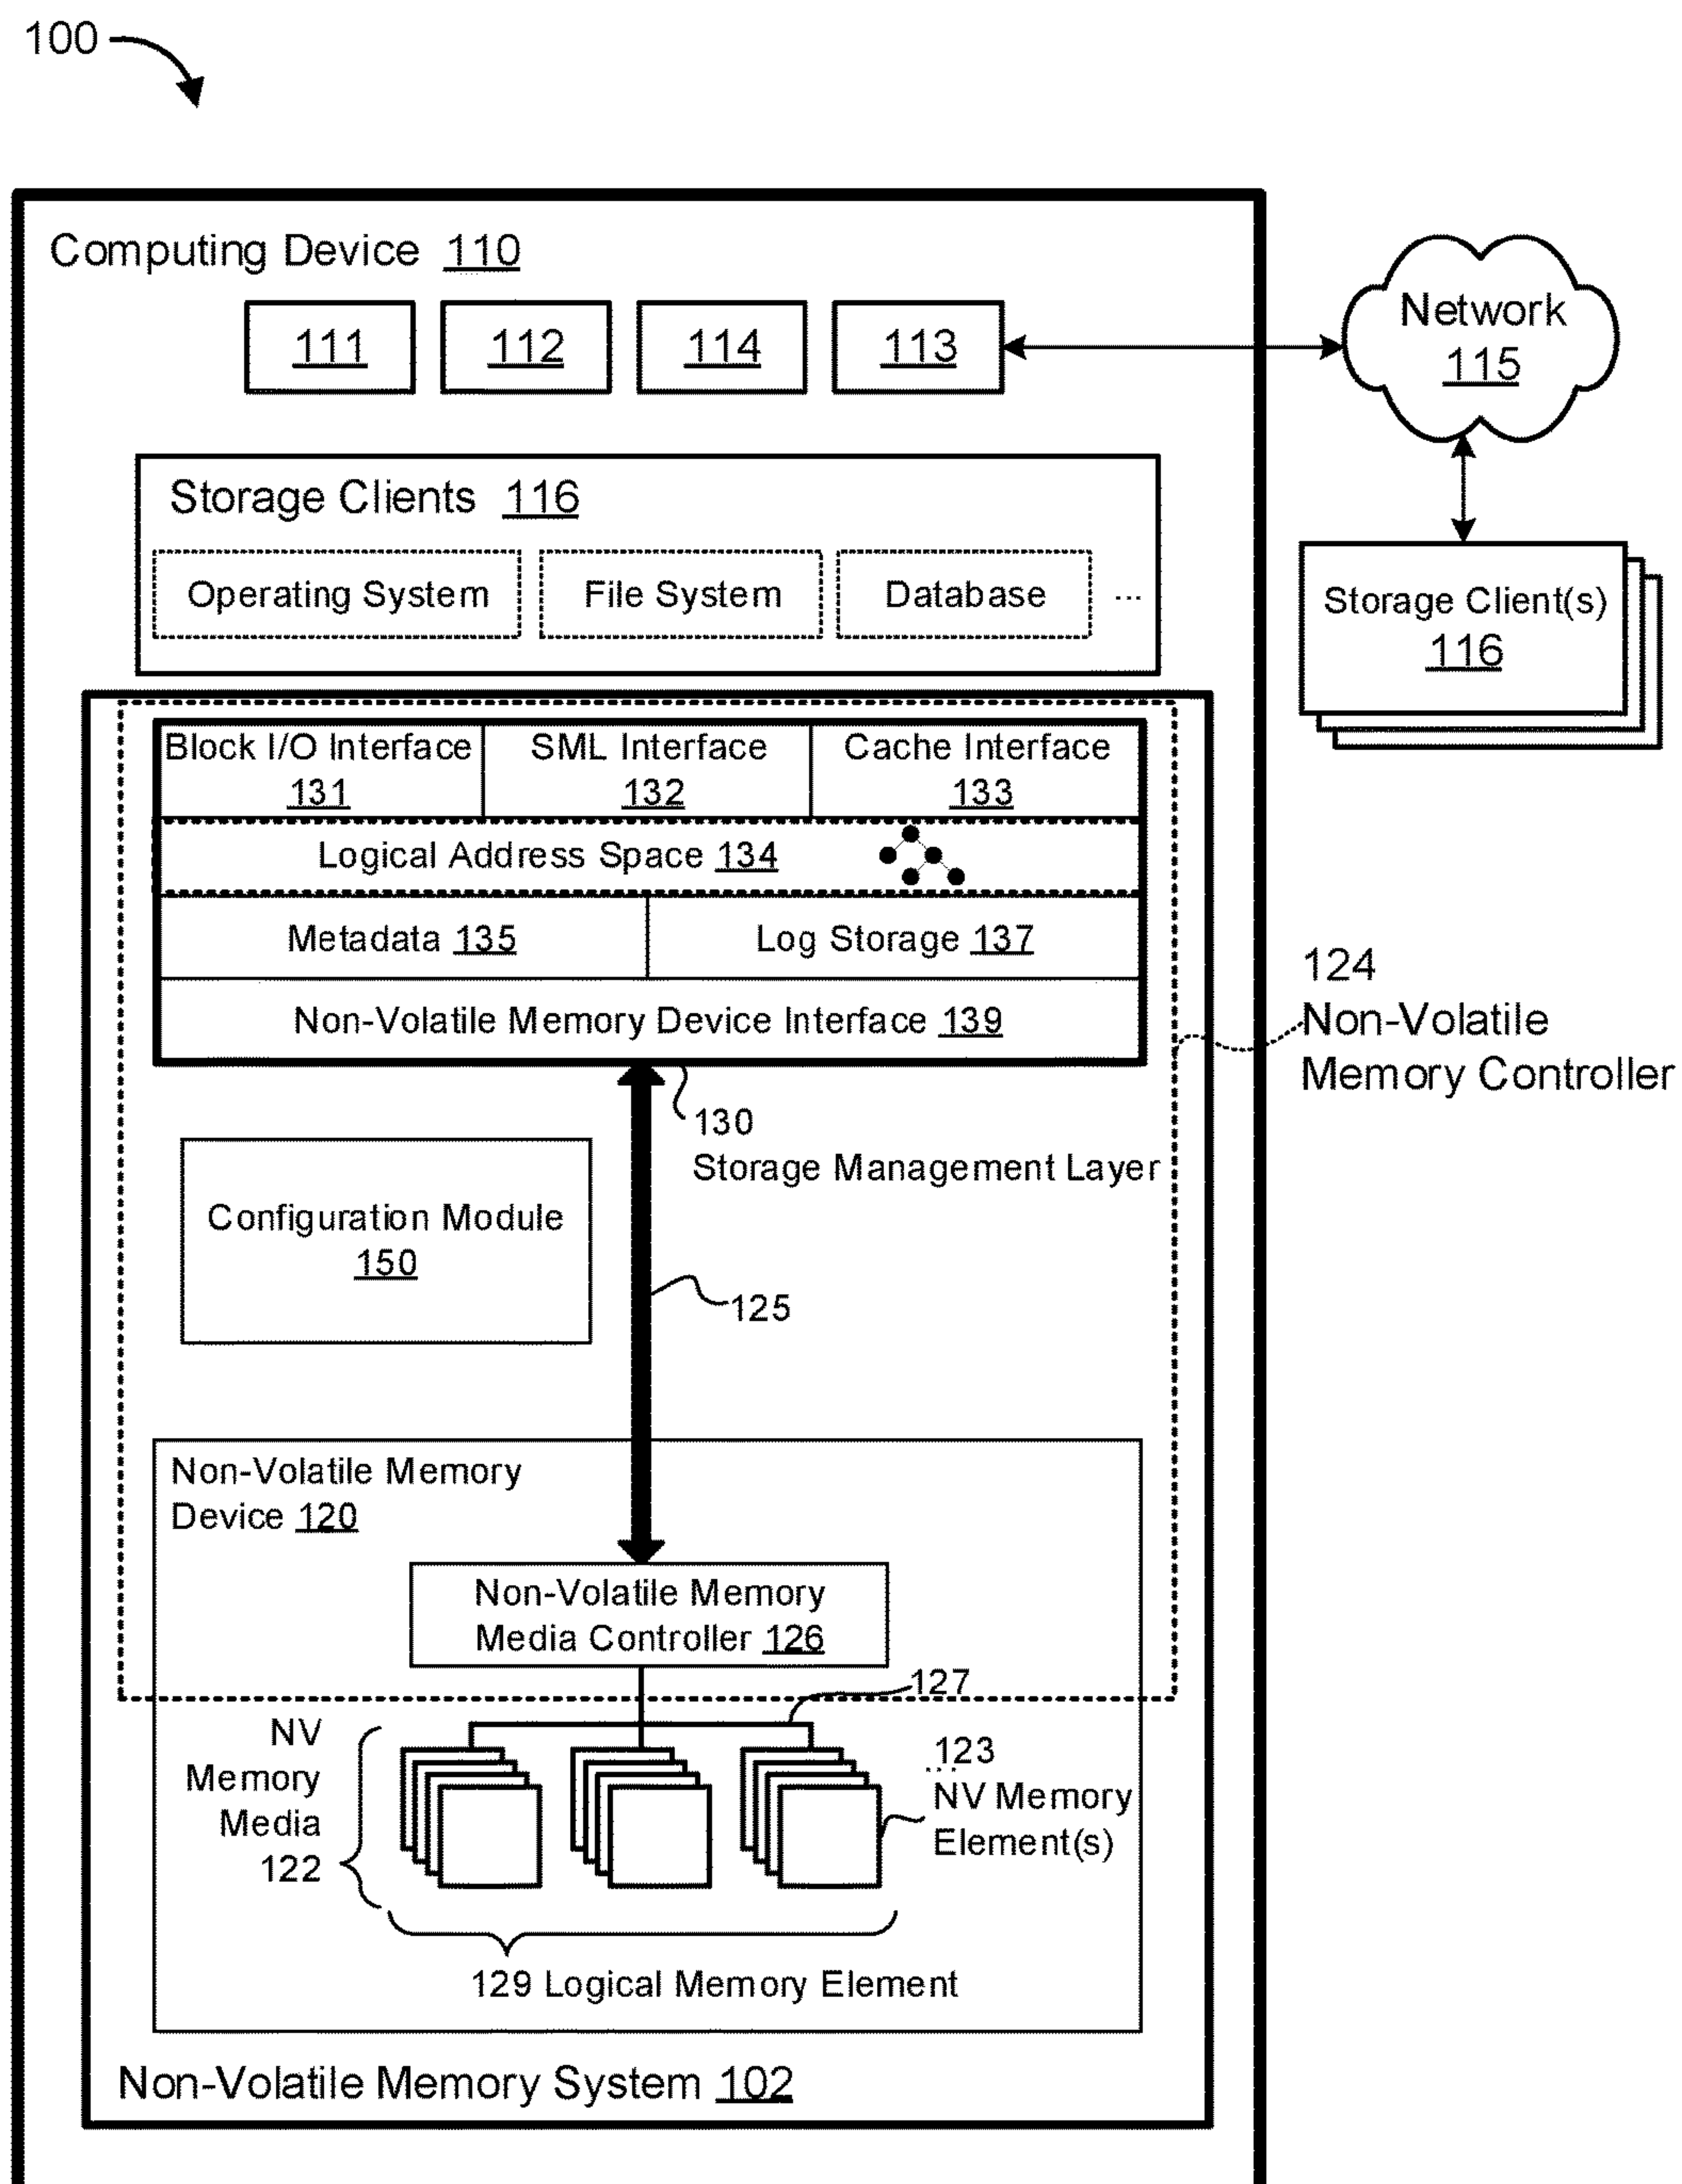 100
Computing Device 110
111 112 114 113
Network
115
Storage Clients 116
Operating System File System Database ...
Storage Client(s)
116
Block I/O Interface
131
SML Interface
132
Cache Interface
133
Logical Address Space 134
Metadata 135 Log Storage 137
Non-Volatile Memory Device Interface 139
124
Non-Volatile
Memory Controller
130
Storage Management Layer
Configuration Module
150
125
Non-Volatile Memory
Device 120
Non-Volatile Memory
Media Controller 126
127
NV
Memory
Media
122
...
123
NV Memory
Element(s)
129 Logical Memory Element
Non-Volatile Memory System 102